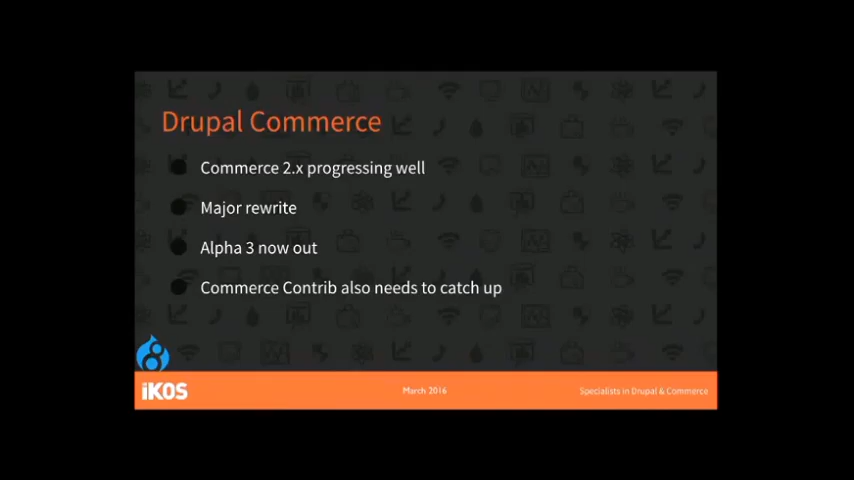 Drupal Commerce
Commerce 2.x progressing well
Major rewrite
Alpha 3 now out
Commerce Contrib also needs to catch up
iKOS
March 2016
Specialists in Drupal & Commerce